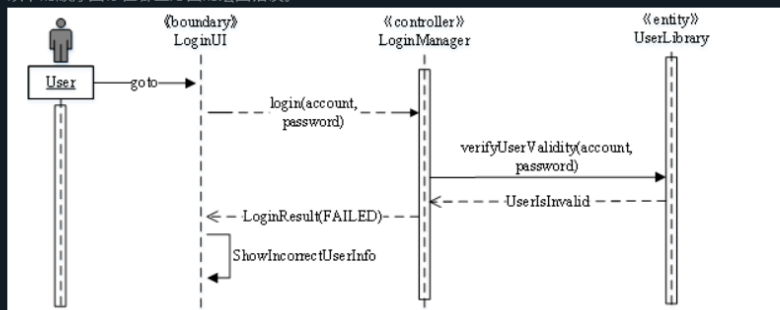 《boundary》
LoginUI
《controller》
LoginManager
《entity》
UserLibrary
User
goto
login(account,
password)
verifyUserValidity(account,
password)
UserIsInvalid
LoginResult(FAILED)
ShowIncorrectUserInfo